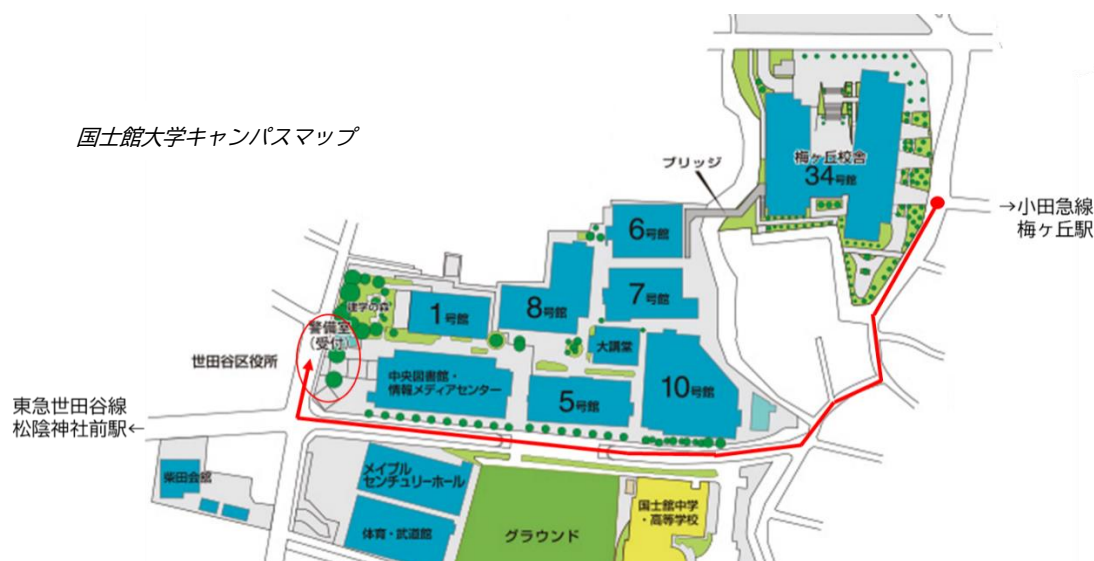 国士館大学キャンパスマップ
ブリッジ
梅ヶ丘校舎
34号館
→小田急線
梅ヶ丘駅
6号館
7号館
8号館
1号館
建学の森
警備室
（受付）
大講堂
世田谷区役所
中央図書館・
情報メディアセンター
5号館
10号館
東急世田谷線
松陰神社前駅←
柴田会館
メイプル
センチュリーホール
体育・武道館
グラウンド
国士館中学
・高等学校